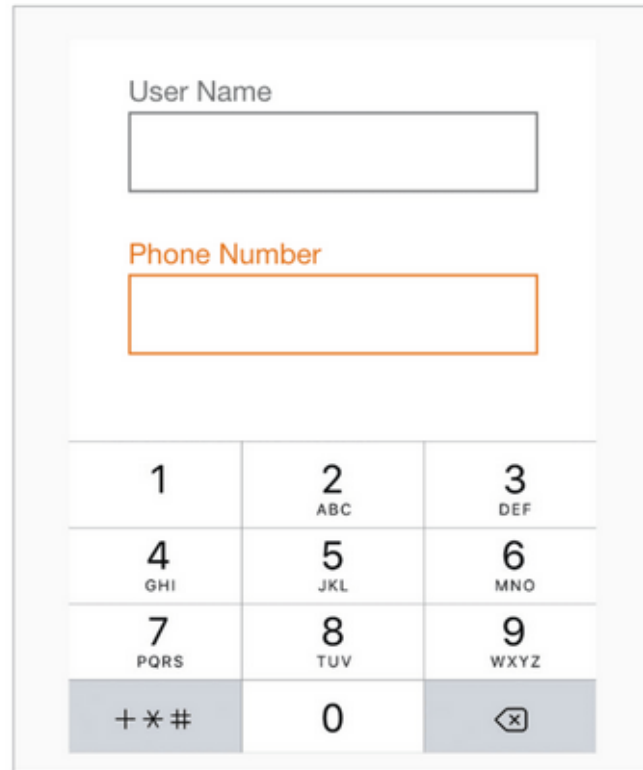 User Name
Phone Number
1 2 3
ABC DEF
4 5 6
GHI JKL MNO
7 8 9
PQRS TUV WXYZ
+*# 0